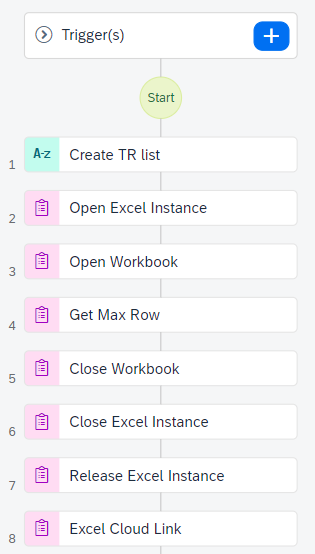 Trigger(s)
Start
1 A-z Create TR list
2 Open Excel Instance
3 Open Workbook
4 Get Max Row
5 Close Workbook
6 Close Excel Instance
7 Release Excel Instance
8 Excel Cloud Link